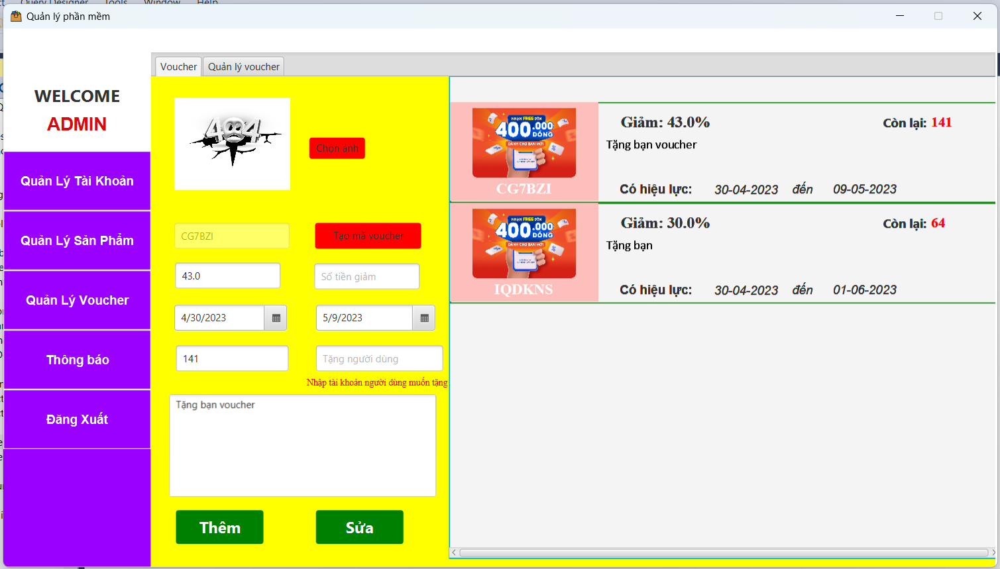 Query Designer Tools Window Help
Quản lý phần mềm
WELCOME
ADMIN
Quản Lý Tài Khoản
Quản Lý Sản Phẩm
Quản Lý Voucher
Thông báo
Đăng Xuất
Voucher
Quản lý voucher
404
Chọn ảnh
CG7BZI
Tạo mã voucher
43.0
Số tiền giảm
4/30/2023
5/9/2023
141
Tặng người dùng
Nhập tài khoản người dùng muốn tặng
Tặng bạn voucher
Thêm
Sửa
NHẬN FREE ĐẾN
400.000
ĐỒNG
DÀNH CHO BẠN MỚI
CG7BZI
Giảm: 43.0%
Còn lại: 141
Tặng bạn voucher
Có hiệu lực: 30-04-2023 đến 09-05-2023
NHẬN FREE ĐẾN
400.000
ĐỒNG
DÀNH CHO BẠN MỚI
IQDKNS
Giảm: 30.0%
Còn lại: 64
Tặng bạn
Có hiệu lực: 30-04-2023 đến 01-06-2023